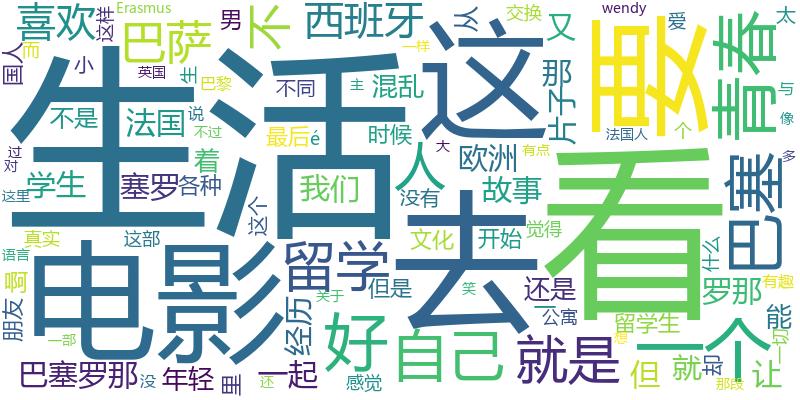 喜欢
这样
Erasmus
男
不
西班牙
从
交换
又
wendy
爱
太
国人
而
巴萨
一样
与
小
生
英国
巴黎
不同
主
混乱
这
片子
那
要
青春
像
不是
法国
说
不过
最后
é
时候
法国人
个
过
对
生活
大
有点
多
学生
塞罗
着
各种
我们
人
欧洲
故事
没有
看
巴塞
这里
真实
这部
这个
文化
开始
觉得
什么
语言
电影
留学
去
笑
罗那
有趣
朋友
啊
经历
关于
但是
还是
一
公寓
留学生
能
一部
好
自己
就是
想
一个
一切
但
就
却
让
巴塞罗那
没
年轻
里
还
一起
感觉
那段